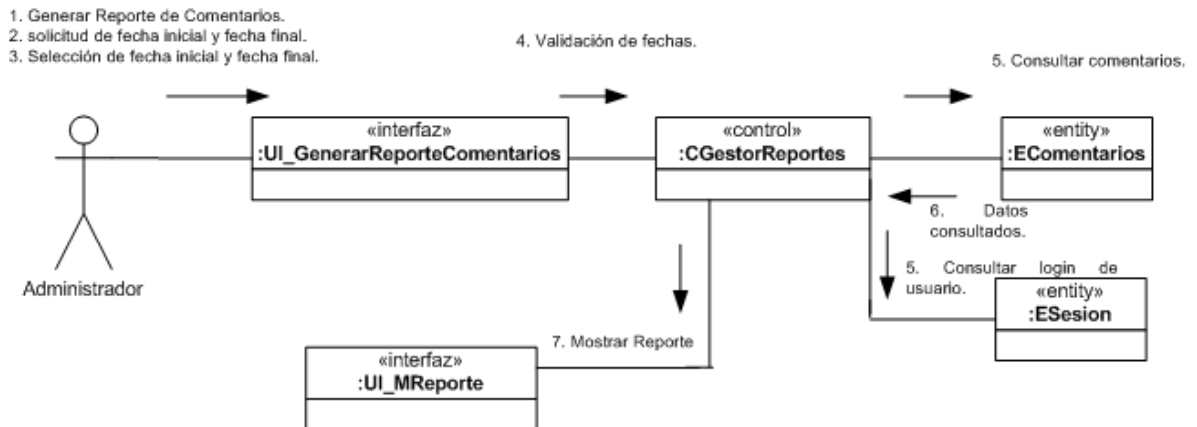 1. Generar Reporte de Comentarios.
2. solicitud de fecha inicial y fecha final.
3. Selección de fecha inicial y fecha final.
4. Validación de fechas.
5. Consultar comentarios.
«interfaz»
:UI_GenerarReporteComentarios
«control»
:CGestorReportes
«entity»
:EComentarios
6. Datos
consultados.
5. Consultar login de
usuario.
«entity»
:ESesion
Administrador
7. Mostrar Reporte
«interfaz»
:UI_MReporte